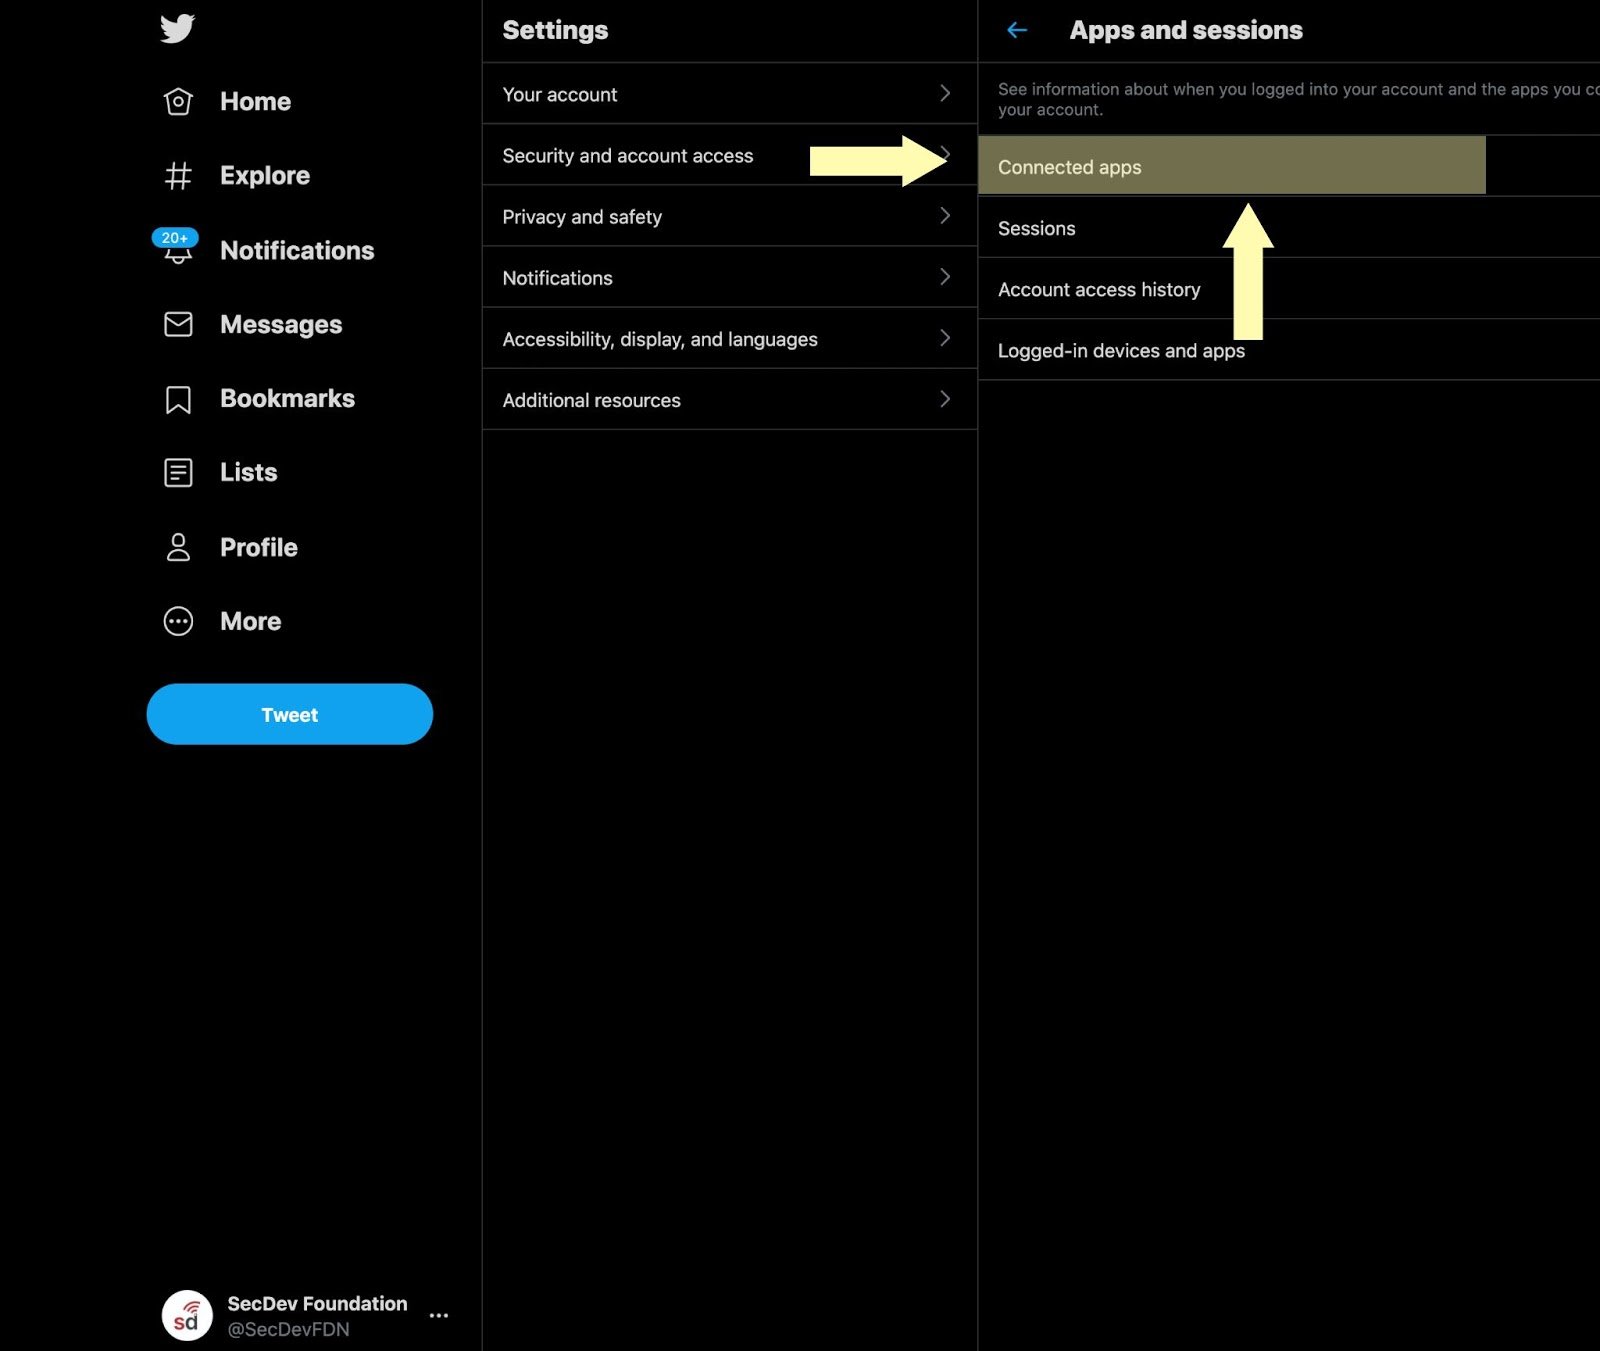 Home
Explore
20+
Notifications
Messages
Bookmarks
Lists
Profile
More
Tweet
sd
SecDev Foundation
@SecDevFDN
Settings
Your account
Security and account access
Privacy and safety
Notifications
Accessibility, display, and languages
Additional resources
Apps and sessions
See information about when you logged into your account and the apps you
your account.
Connected apps
Sessions
Account access history
Logged-in devices and apps